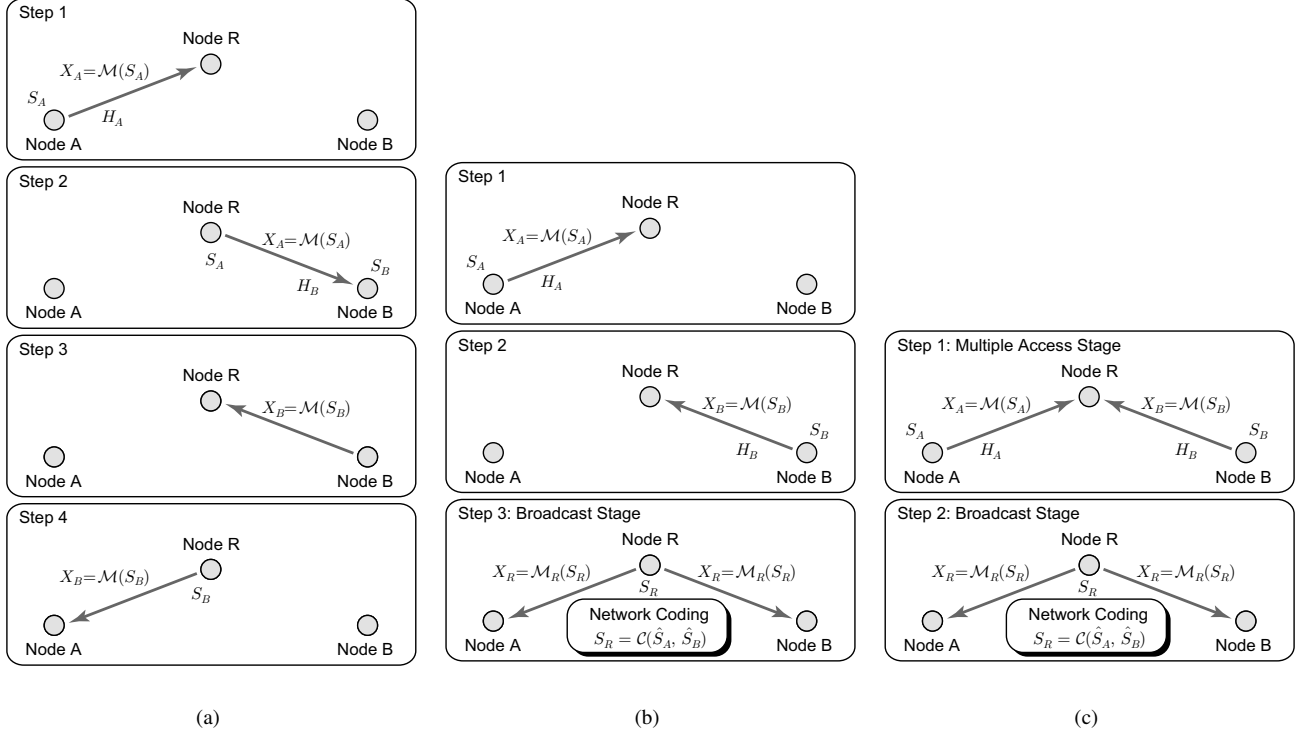 Step 1
Node R
X_A=M(S_A)
S_A
H_A
Node A
Node B
Step 2
Node R
X_A=M(S_A)
S_A
S_B
H_B
Node A
Node B
Step 3
Node R
X_B=M(S_B)
Node A
Node B
Step 4
Node R
X_B=M(S_B)
S_B
Node A
Node B
(a)
Step 1
Node R
X_A=M(S_A)
S_A
H_A
Node A
Node B
Step 2
Node R
X_B=M(S_B)
S_B
H_B
Node A
Node B
Step 3: Broadcast Stage
Node R
X_R=M_R(S_R)
X_R=M_R(S_R)
S_R
Network Coding
S_R = C(Ŝ_A, Ŝ_B)
Node A
Node B
(b)
Step 1: Multiple Access Stage
Node R
X_A=M(S_A)
X_B=M(S_B)
S_A
S_B
H_A
H_B
Node A
Node B
Step 2: Broadcast Stage
Node R
X_R=M_R(S_R)
X_R=M_R(S_R)
S_R
Network Coding
S_R = C(Ŝ_A, Ŝ_B)
Node A
Node B
(c)